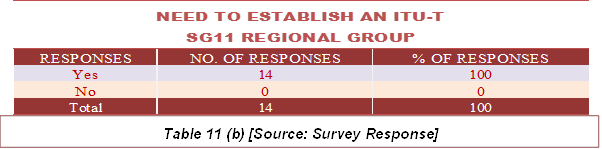 NEED TO ESTABLISH AN ITU-T
SG11 REGIONAL GROUP
RESPONSES NO. OF RESPONSES % OF RESPONSES
Yes 14 100
No 0 0
Total 14 100
Table 11 (b) [Source: Survey Response]